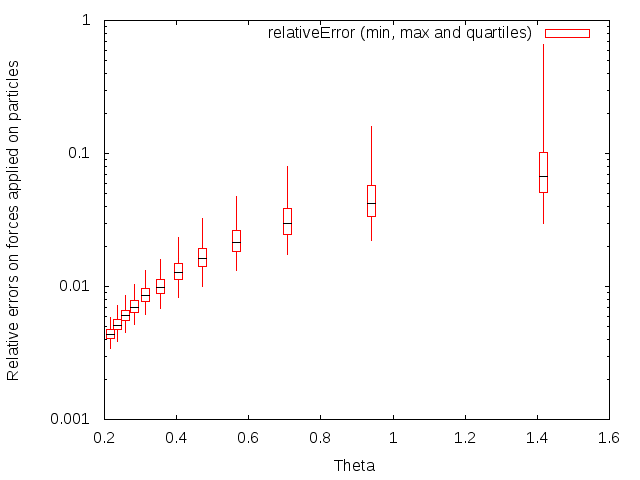 relativeError (min, max and quartiles)
Relative errors on forces applied on particles
1
0.1
0.01
0.001
0.2 0.4 0.6 0.8 1 1.2 1.4 1.6
Theta